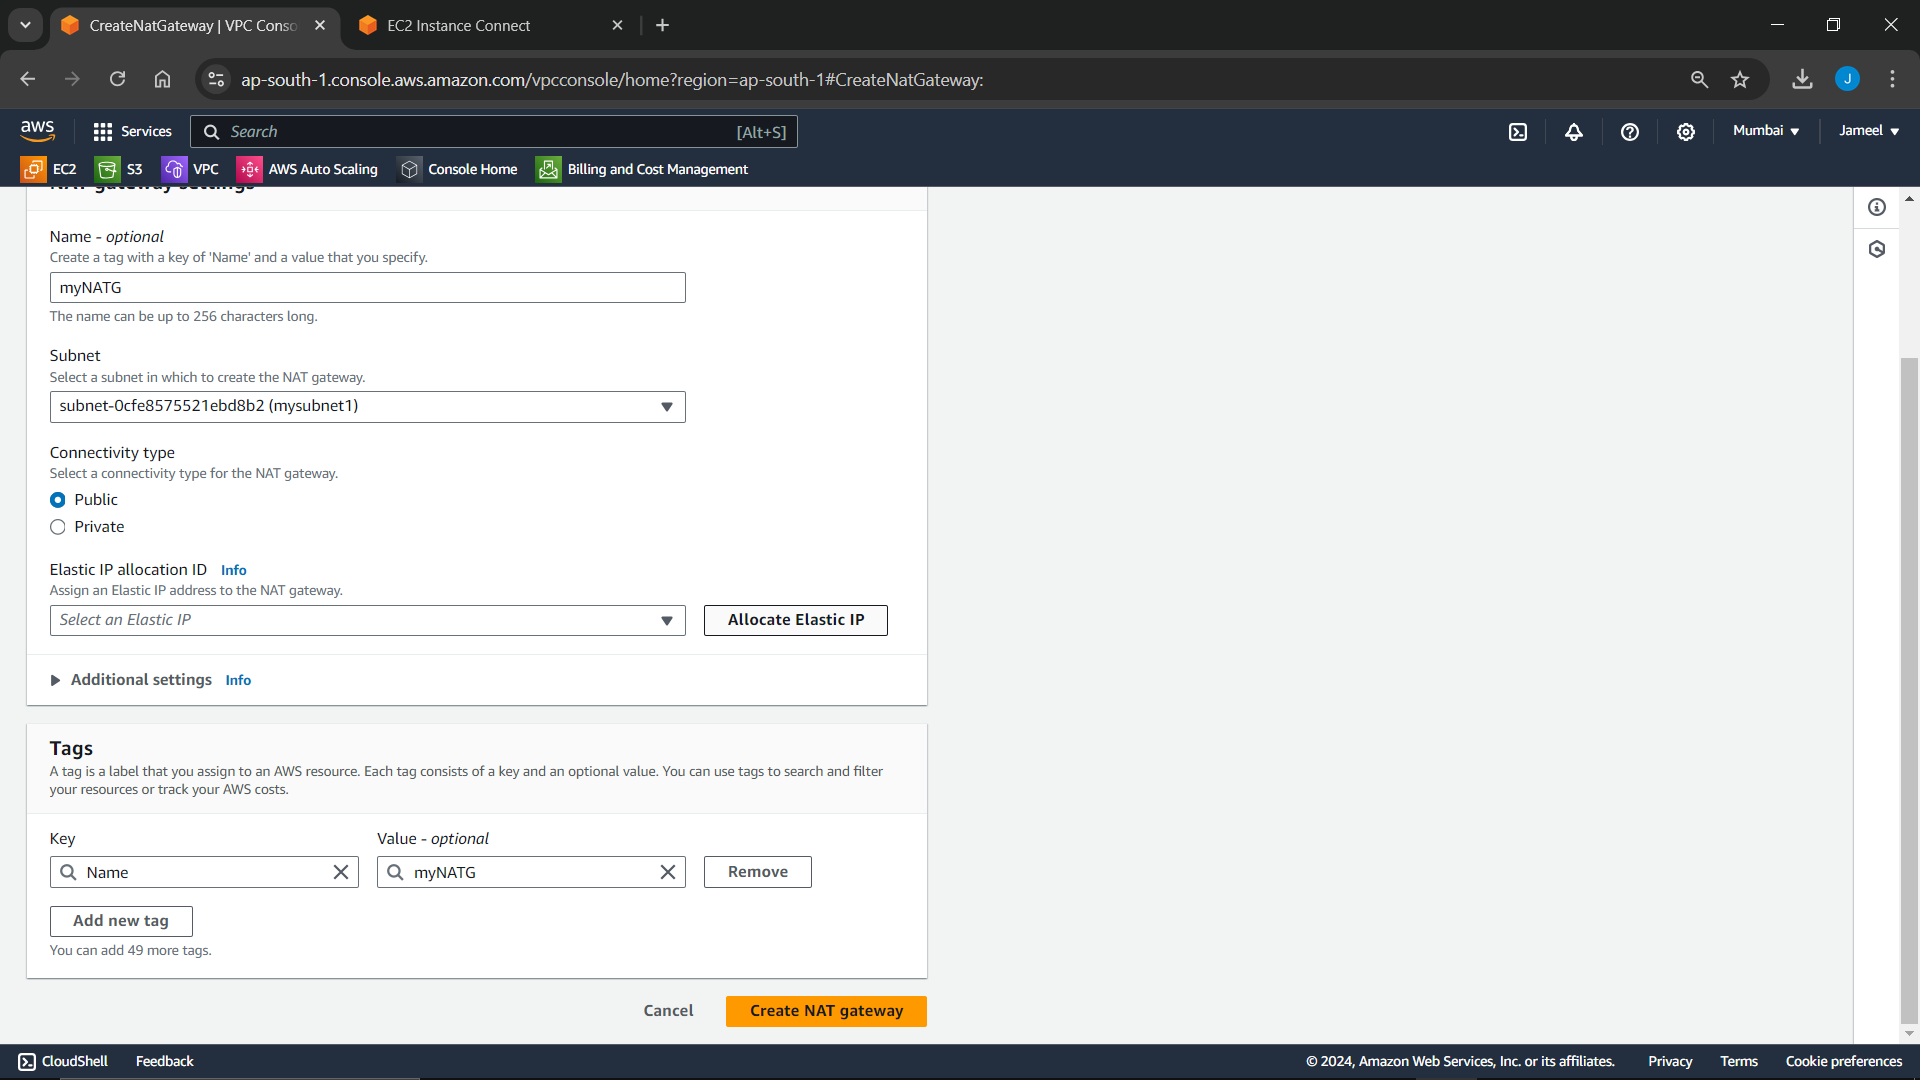 CreateNatGateway | VPC Conso
EC2 Instance Connect
ap-south-1.console.aws.amazon.com/vpcconsole/home?region=ap-south-1#CreateNatGateway:
J
aws
Services
Search
[Alt+S]
Mumbai
Jameel
EC2
S3
VPC
AWS Auto Scaling
Console Home
Billing and Cost Management
NAT gateway settings
Name - optional
Create a tag with a key of 'Name' and a value that you specify.
myNATG
The name can be up to 256 characters long.
Subnet
Select a subnet in which to create the NAT gateway.
subnet-0cfe8575521ebd8b2 (mysubnet1)
Connectivity type
Select a connectivity type for the NAT gateway.
Public
Private
Elastic IP allocation ID Info
Assign an Elastic IP address to the NAT gateway.
Select an Elastic IP
Allocate Elastic IP
Additional settings Info
Tags
A tag is a label that you assign to an AWS resource. Each tag consists of a key and an optional value. You can use tags to search and filter
your resources or track your AWS costs.
Key
Value - optional
Name
myNATG
Remove
Add new tag
You can add 49 more tags.
Cancel
Create NAT gateway
CloudShell
Feedback
© 2024, Amazon Web Services, Inc. or its affiliates.
Privacy
Terms
Cookie preferences